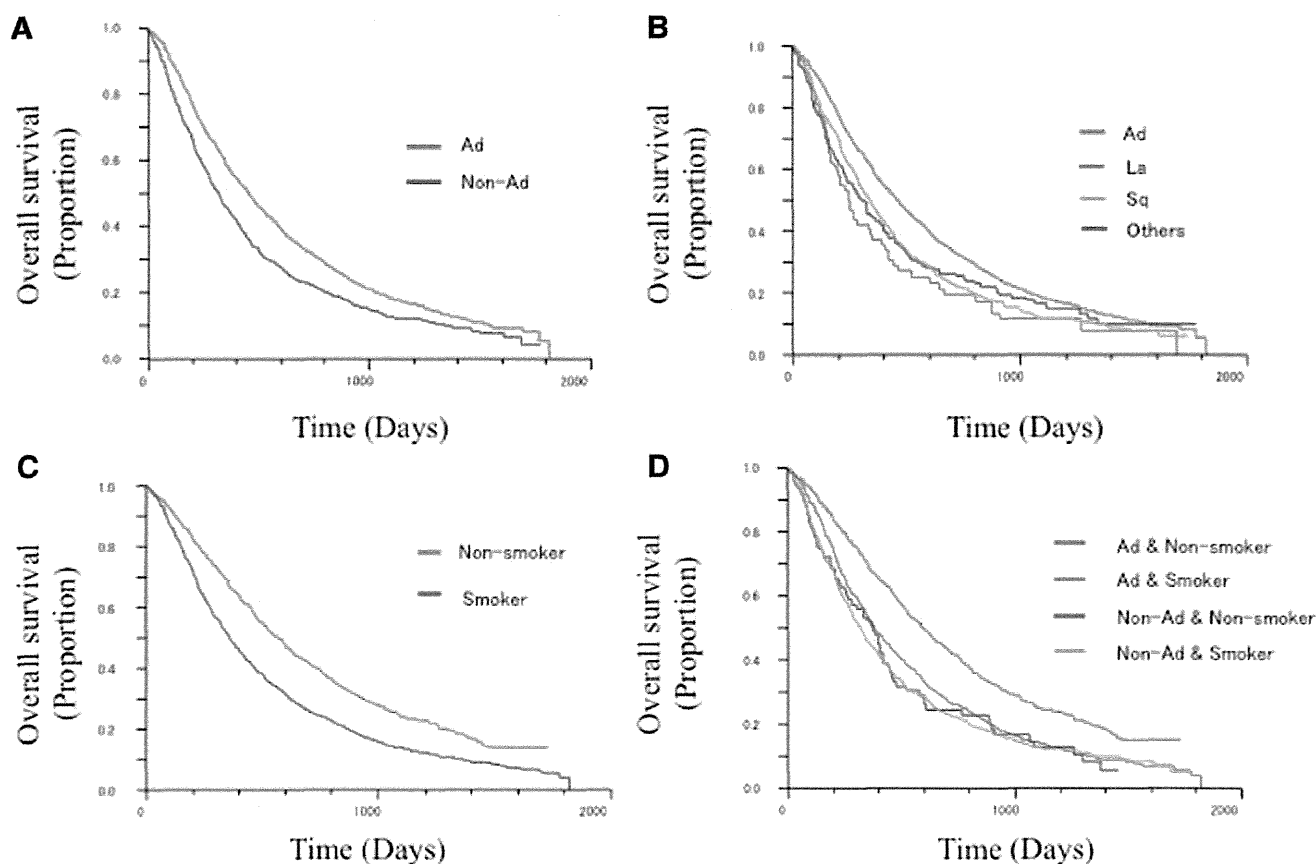 A
Overall survival
(Proportion)
1.0
0.8
0.6
0.4
0.2
0.0
Ad
Non-Ad
0
1000
2000
Time (Days)
B
Overall survival
(Proportion)
1.0
0.8
0.6
0.4
0.2
0.0
Ad
La
Sq
Others
0
1000
2000
Time (Days)
C
Overall survival
(Proportion)
1.0
0.8
0.6
0.4
0.2
0.0
Non-smoker
Smoker
0
1000
2000
Time (Days)
D
Overall survival
(Proportion)
1.0
0.8
0.6
0.4
0.2
0.0
Ad & Non-smoker
Ad & Smoker
Non-Ad & Non-smoker
Non-Ad & Smoker
0
1000
2000
Time (Days)